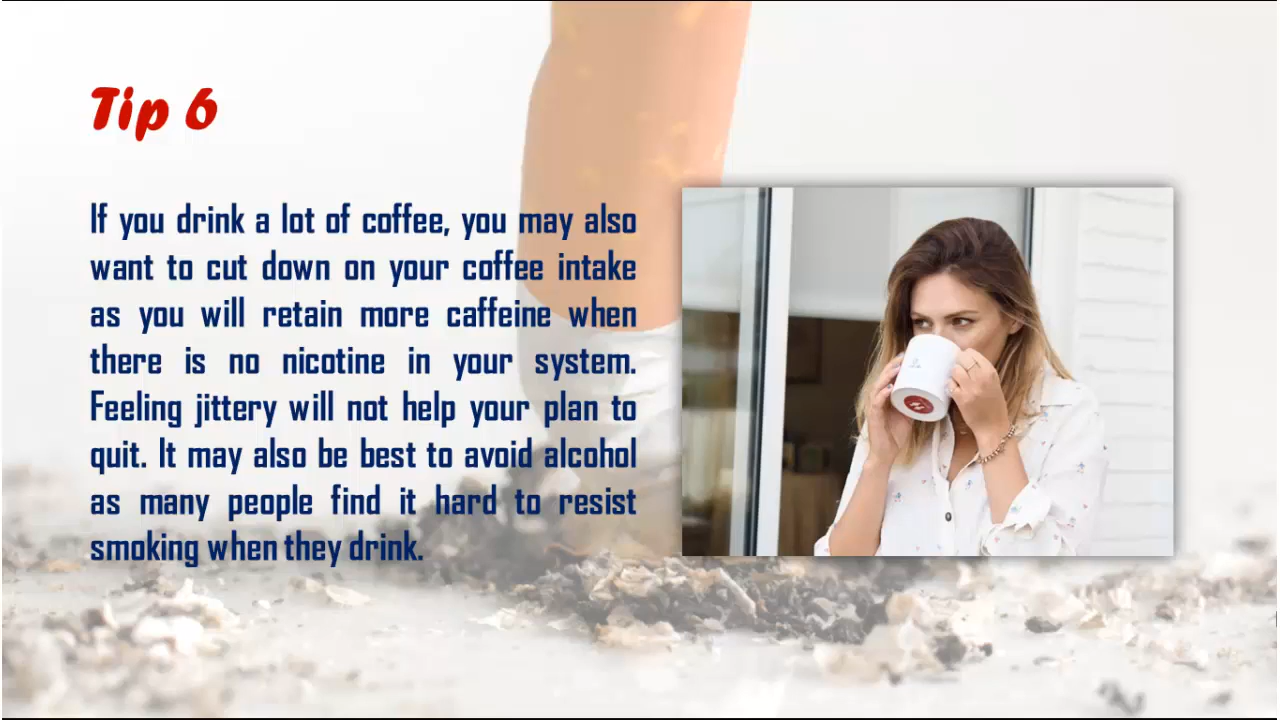 Tip 6
If you drink a lot of coffee, you may also
want to cut down on your coffee intake
as you will retain more caffeine when
there is no nicotine in your system.
Feeling jittery will not help your plan to
quit. It may also be best to avoid alcohol
as many people find it hard to resist
smoking when they drink.